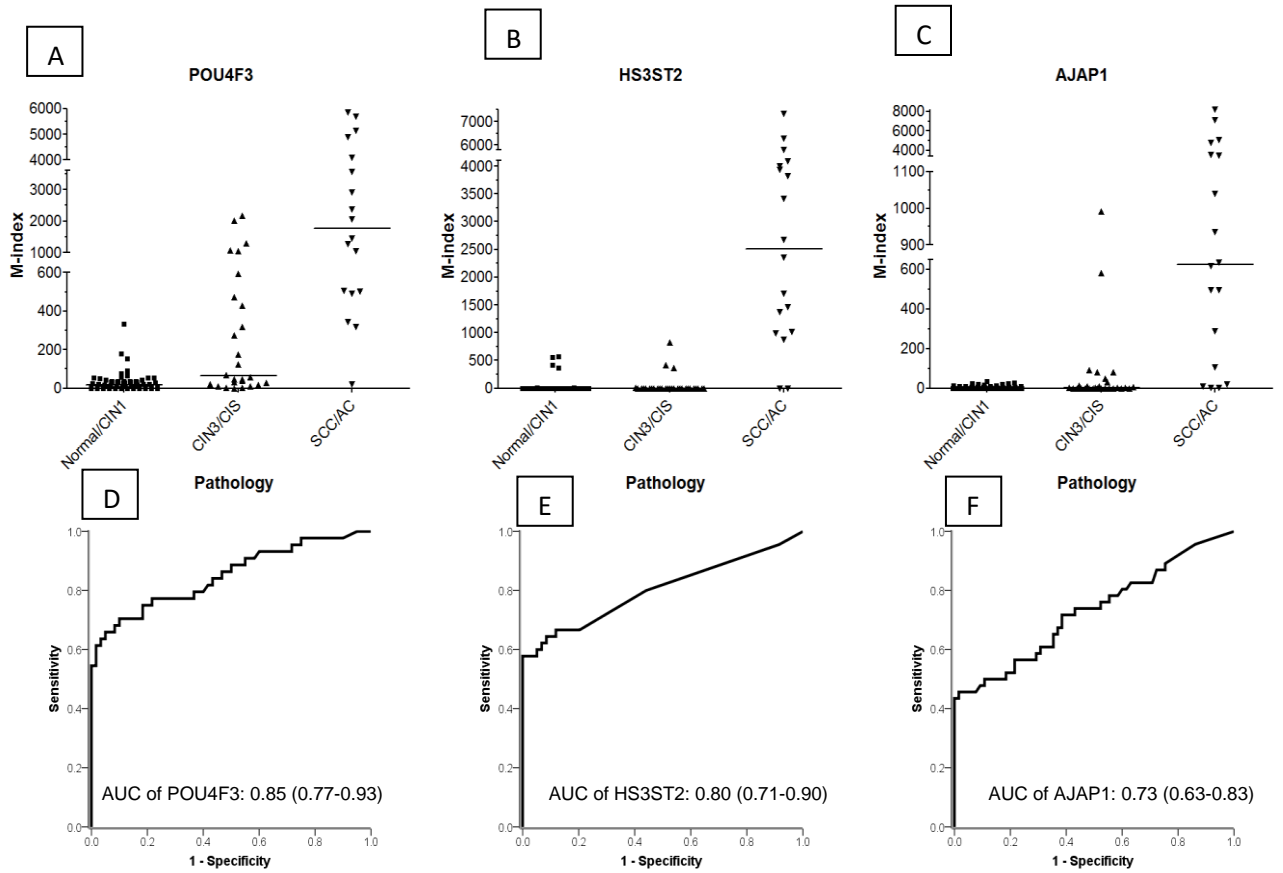 A
B
C
POU4F3
HS3ST2
AJAP1
M-index
6000
5000
4000
3000
2000
1000
600
400
200
0
Normal/CIN1
CIN3/CIS
SCC/AC
Pathology
M-index
7000
6000
4000
3500
3000
2500
2000
1500
1000
500
0
Normal/CIN1
CIN3/CIS
SCC/AC
Pathology
M-index
8000
6000
4000
1100
1000
900
600
400
200
0
Normal/CIN1
CIN3/CIS
SCC/AC
Pathology
D
Sensitivity
1.0
0.8
0.6
0.4
0.2
0.0
AUC of POU4F3: 0.85 (0.77-0.93)
0.0 0.2 0.4 0.6 0.8 1.0
1 - Specificity
E
Sensitivity
1.0
0.8
0.6
0.4
0.2
0.0
AUC of HS3ST2: 0.80 (0.71-0.90)
0.0 0.2 0.4 0.6 0.8 1.0
1 - Specificity
F
Sensitivity
1.0
0.8
0.6
0.4
0.2
0.0
AUC of AJAP1: 0.73 (0.63-0.83)
0.0 0.2 0.4 0.6 0.8 1.0
1 - Specificity